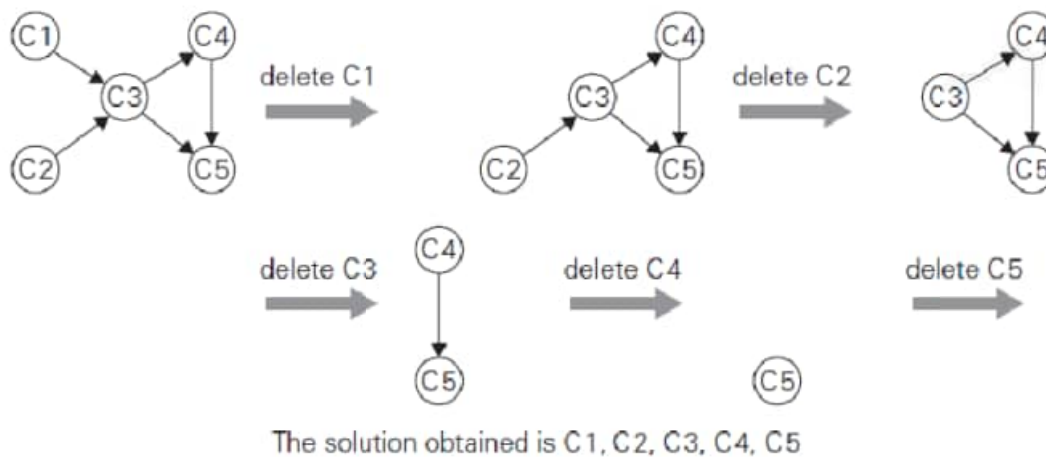 C1 C4 C4 C4
delete C1 delete C2
C3 C3 C3
C2 C5 C2 C5 C5
C4
delete C3 delete C4 delete C5
C5 C5
The solution obtained is C1, C2, C3, C4, C5